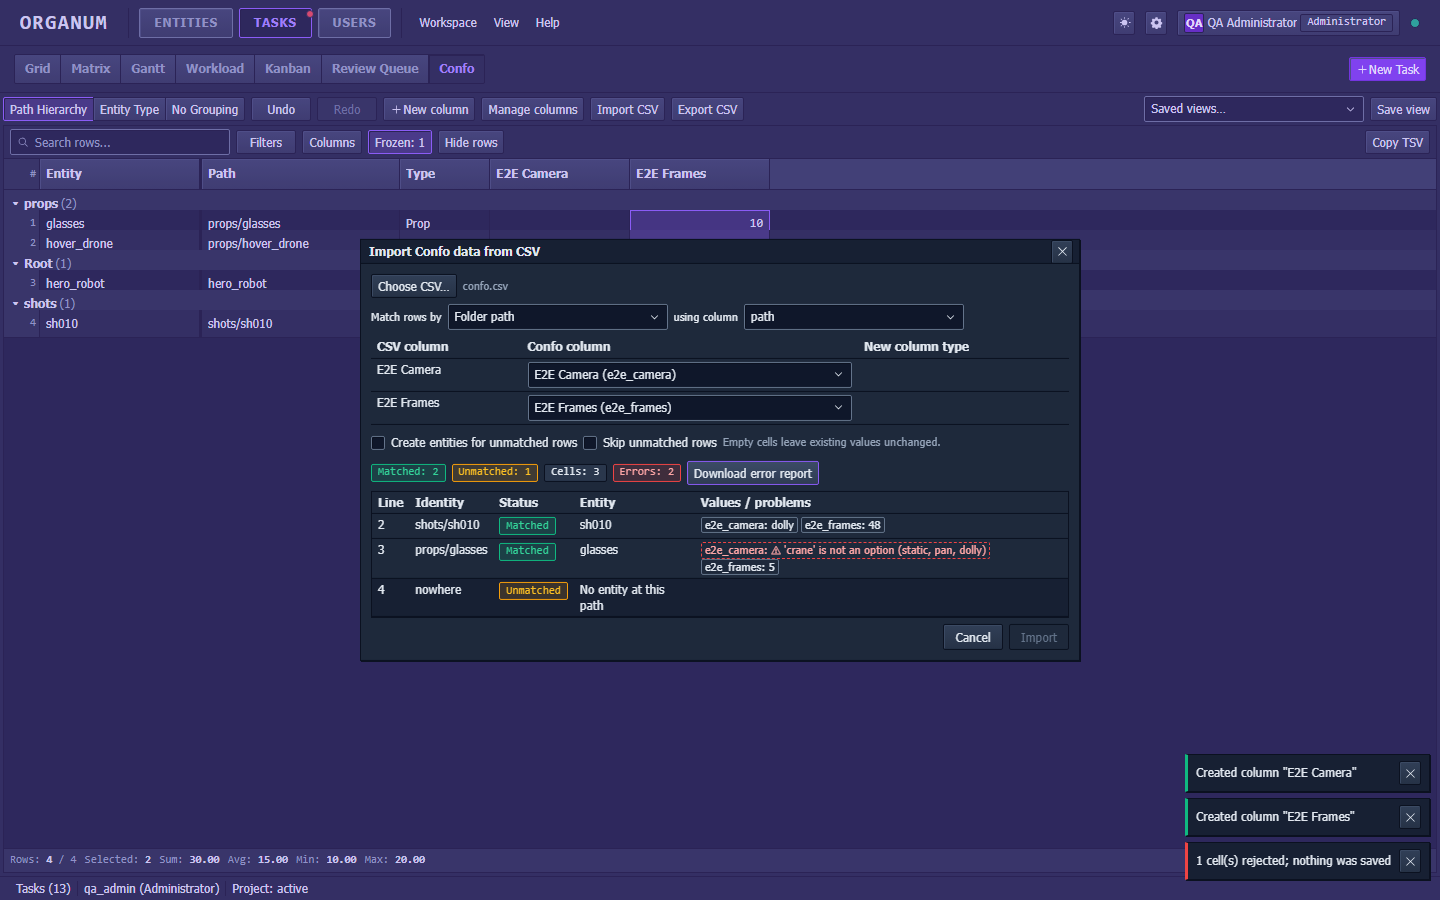 ORGANUM ENTITIES TASKS USERS Workspace View Help QA QA Administrator Administrator
Grid Matrix Gantt Workload Kanban Review Queue Confo +New Task
Path Hierarchy Entity Type No Grouping Undo Redo +New column Manage columns Import CSV Export CSV Saved views... Save view
Search rows... Filters Columns Frozen: 1 Hide rows Copy TSV
# Entity Path Type E2E Camera E2E Frames
props (2)
1 glasses props/glasses Prop 10
2 hover_drone props/hover_drone
Root (1)
3 hero_robot hero_robot
shots (1)
4 sh010 shots/sh010
Import Confo data from CSV
Choose CSV... confo.csv
Match rows by Folder path using column path
CSV column Confo column New column type
E2E Camera E2E Camera (e2e_camera)
E2E Frames E2E Frames (e2e_frames)
Create entities for unmatched rows Skip unmatched rows Empty cells leave existing values unchanged.
Matched: 2 Unmatched: 1 Cells: 3 Errors: 2 Download error report
Line Identity Status Entity Values / problems
2 shots/sh010 Matched sh010 e2e_camera: dolly e2e_frames: 48
3 props/glasses Matched glasses e2e_camera: ⚠ 'crane' is not an option (static, pan, dolly)
e2e_frames: 5
4 nowhere Unmatched No entity at this
path
Cancel Import
Created column "E2E Camera"
Created column "E2E Frames"
1 cell(s) rejected; nothing was saved
Rows: 4 / 4 Selected: 2 Sum: 30.00 Avg: 15.00 Min: 10.00 Max: 20.00
Tasks (13) qa_admin (Administrator) Project: active